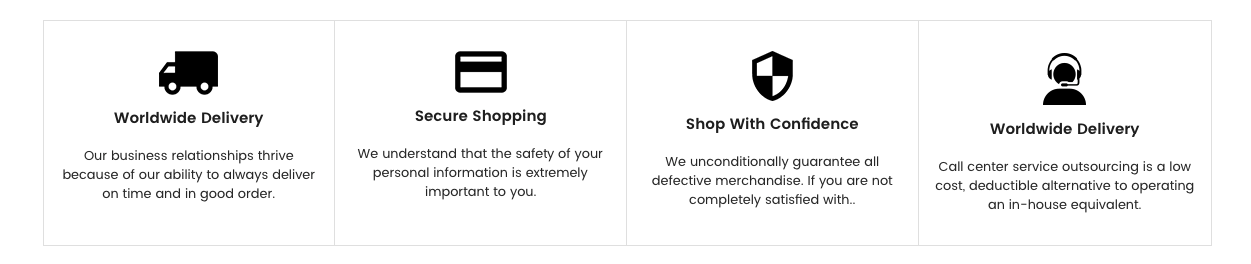 Worldwide Delivery
Our business relationships thrive
because of our ability to always deliver
on time and in good order.
Secure Shopping
We understand that the safety of your
personal information is extremely
important to you.
Shop With Confidence
We unconditionally guarantee all
defective merchandise. If you are not
completely satisfied with..
Worldwide Delivery
Call center service outsourcing is a low
cost, deductible alternative to operating
an in-house equivalent.